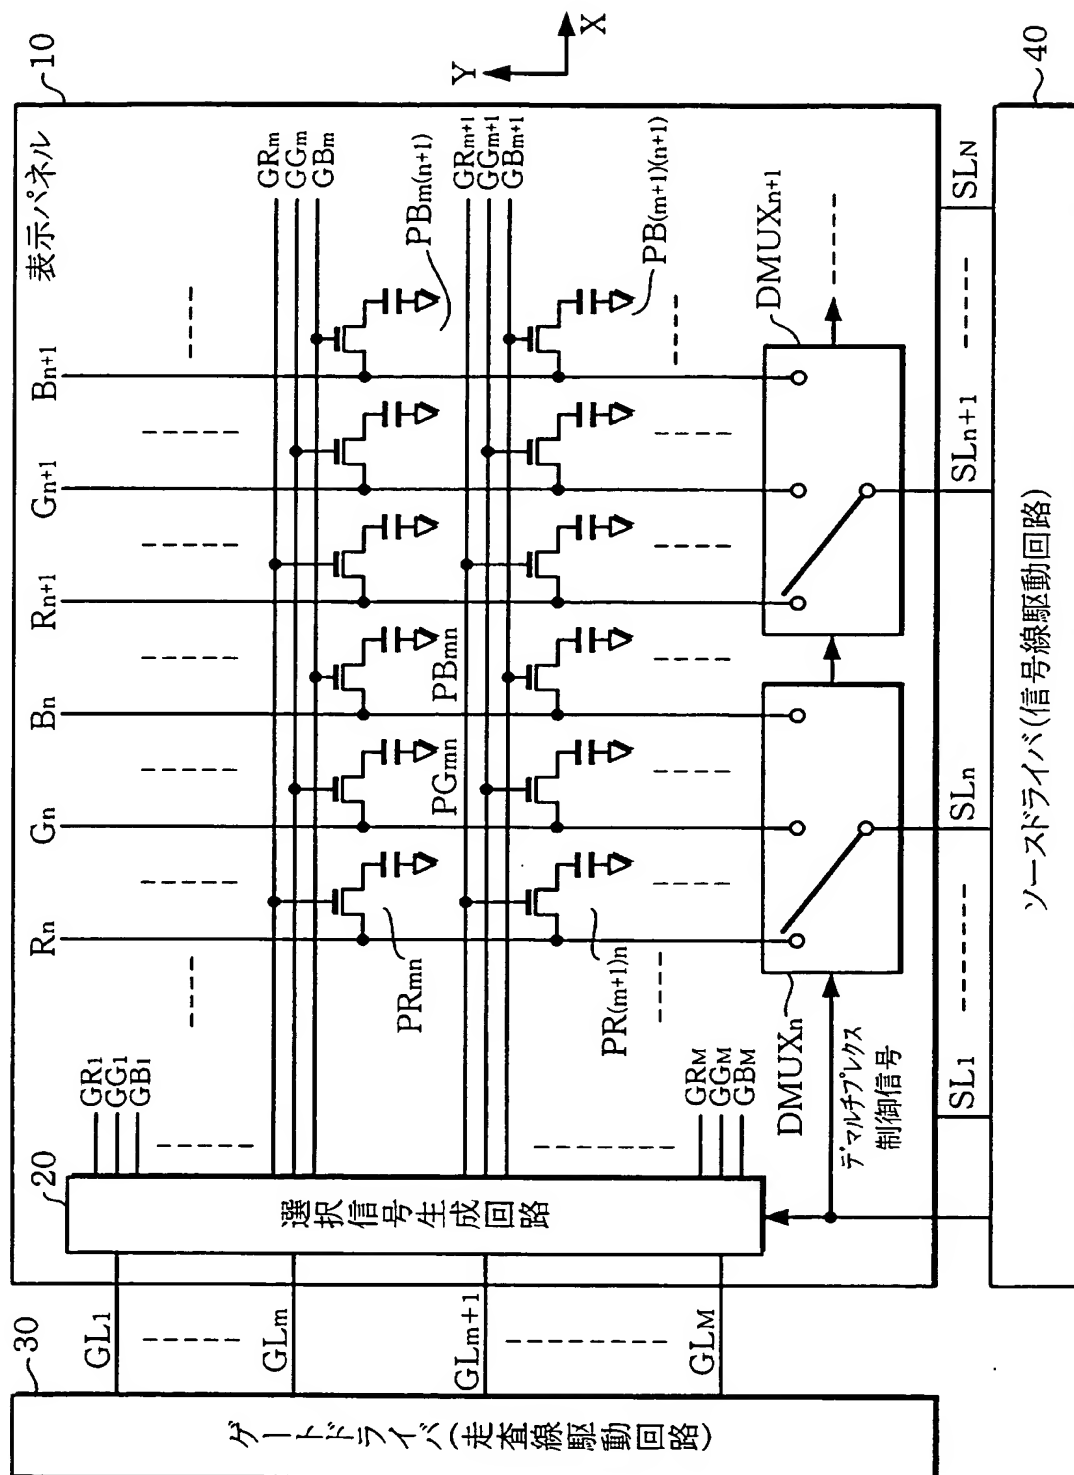 30
ゲートドライバ(走査線駆動回路)
GL1
GLm
GLm+1
GLM
20
選択信号生成回路
GR1
GG1
GB1
GRM
GGM
GBM
10
表示パネル
Rn
Gn
Bn
Rn+1
Gn+1
Bn+1
GRm
GGm
GBm
GRm+1
GGm+1
GBm+1
PRmn
PGmn
PBmn
PBm(n+1)
PR(m+1)n
PB(m+1)(n+1)
Y
X
DMUXn
DMUXn+1
デマルチプレクス
制御信号
SL1
SLn
SLn+1
SLN
40
ソースドライバ(信号線駆動回路)